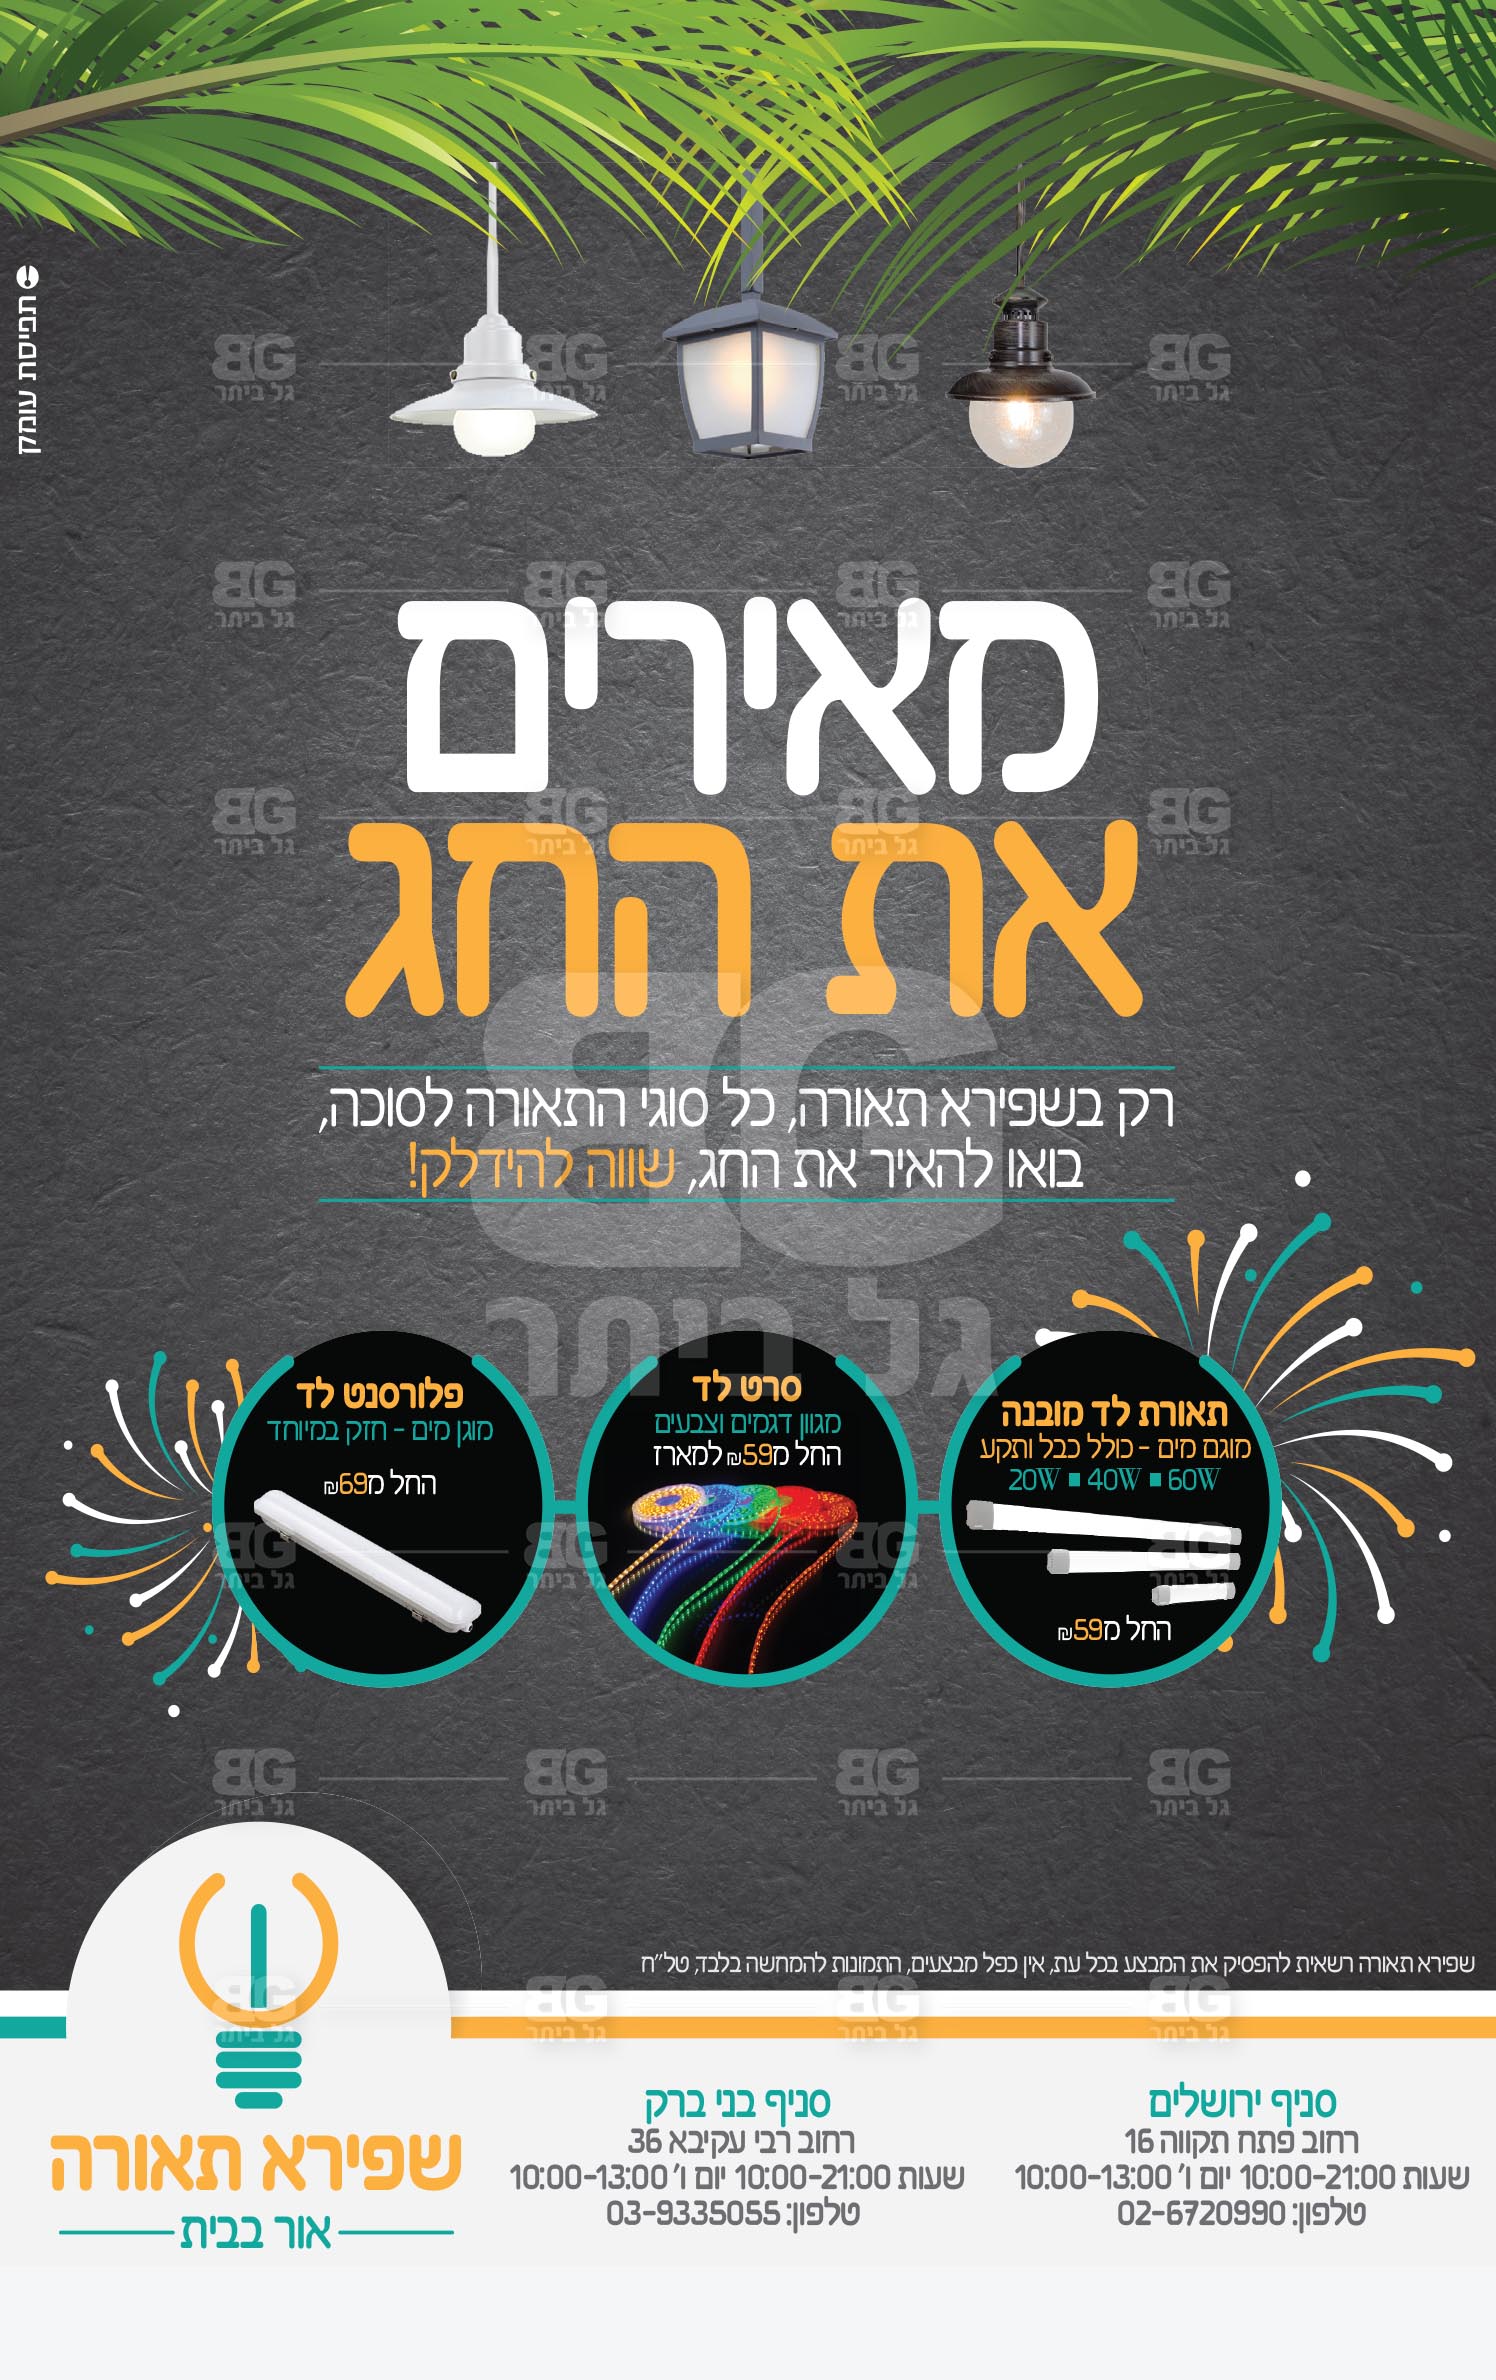 תפיסת עומק
מאירים
את החג
רק בשפירא תאורה, כל סוגי התאורה לסוכה,
בואו להאיר את החג, שווה להידלק!
תאורת לד מובנה
מוגם מים - כולל כבל ותקע
20W ▪ 40W ▪ 60W
החל מ59₪
סרט לד
מגוון דגמים וצבעים
החל מ59₪ למארז
פלורסנט לד
מוגן מים - חזק במיוחד
החל מ69₪
שפירא תאורה רשאית להפסיק את המבצע בכל עת, אין כפל מבצעים, התמונות להמחשה בלבד, טל"ח
סניף ירושלים
רחוב פתח תקווה 16
שעות 10:00-21:00 יום ו' 10:00-13:00
טלפון: 02-6720990
סניף בני ברק
רחוב רבי עקיבא 36
שעות 10:00-21:00 יום ו' 10:00-13:00
טלפון: 03-9335055
שפירא תאורה
אור בבית
BG
גל ביתר